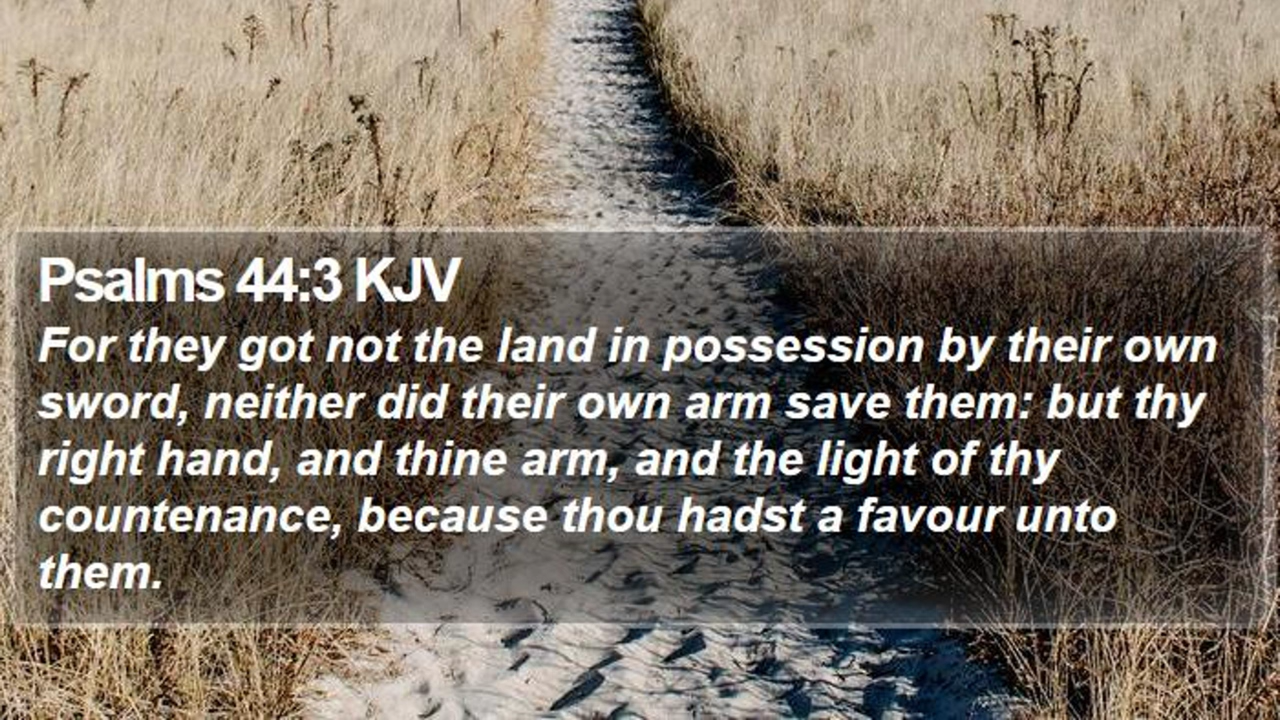 Psalms 44:3 KJV
For they got not the land in possession by their own
sword, neither did their own arm save them: but thy
right hand, and thine arm, and the light of thy
countenance, because thou hadst a favour unto
them.